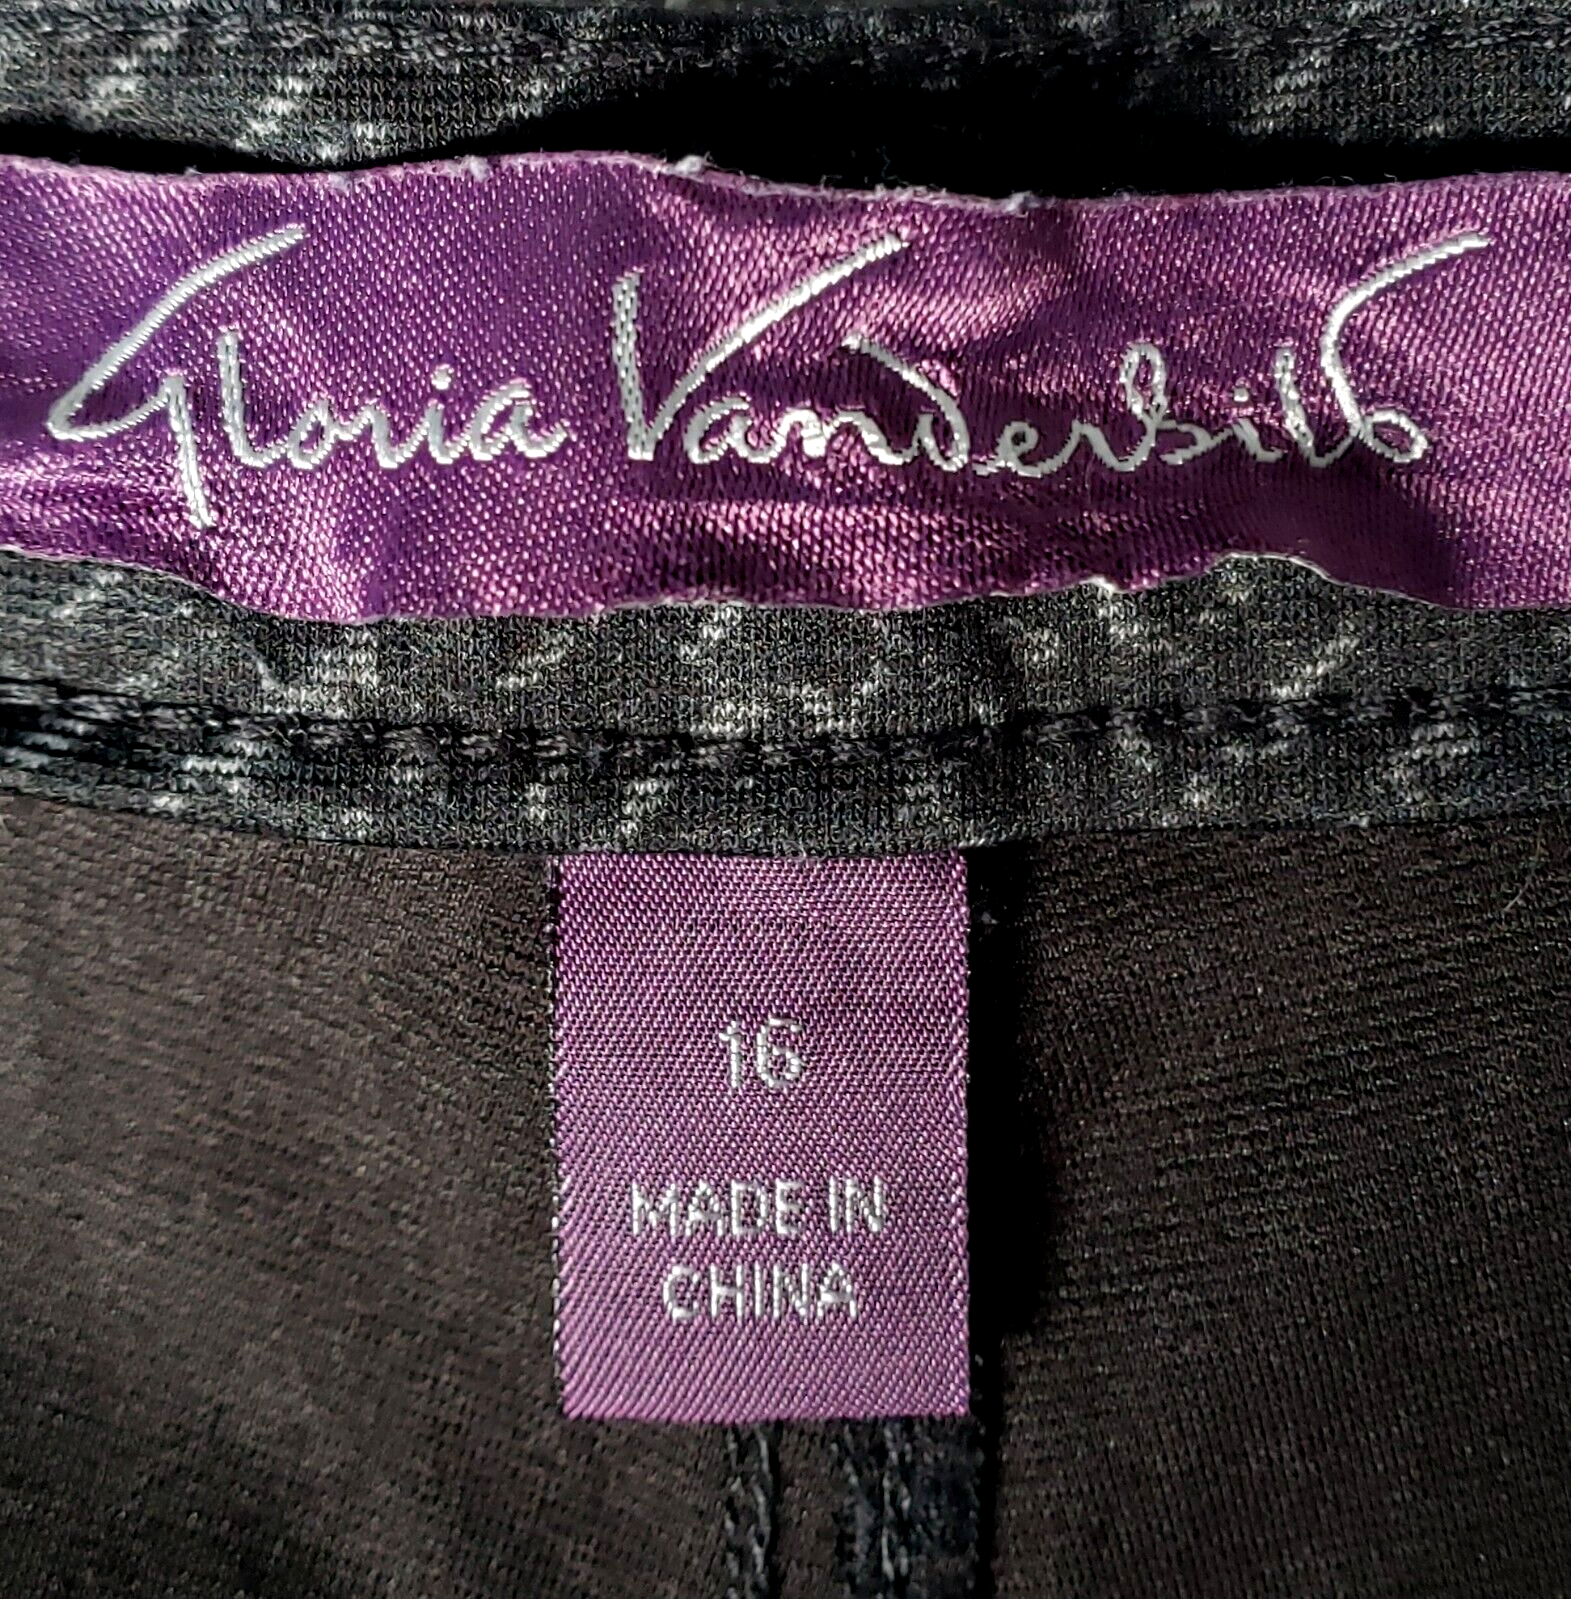 Gloria Vanderbilt
16
MADE IN
CHINA